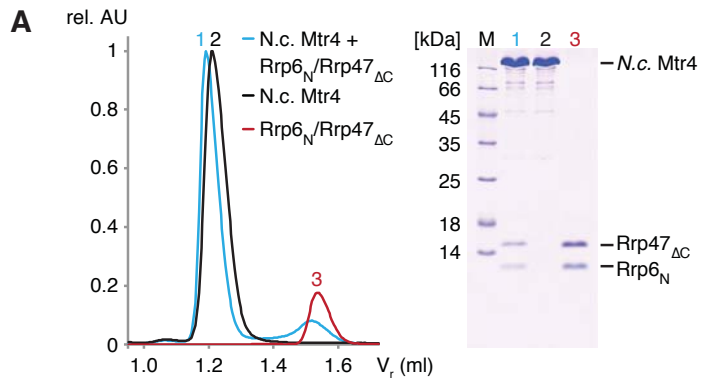 A
rel. AU
1 2
N.c. Mtr4 +
Rrp6N/Rrp47ΔC
N.c. Mtr4
Rrp6N/Rrp47ΔC
3
1
0.8
0.6
0.4
0.2
0
1.0 1.2 1.4 1.6
Vr (ml)
[kDa] M 1 2 3
116
66
45
35
25
18
14
N.c. Mtr4
Rrp47ΔC
Rrp6N